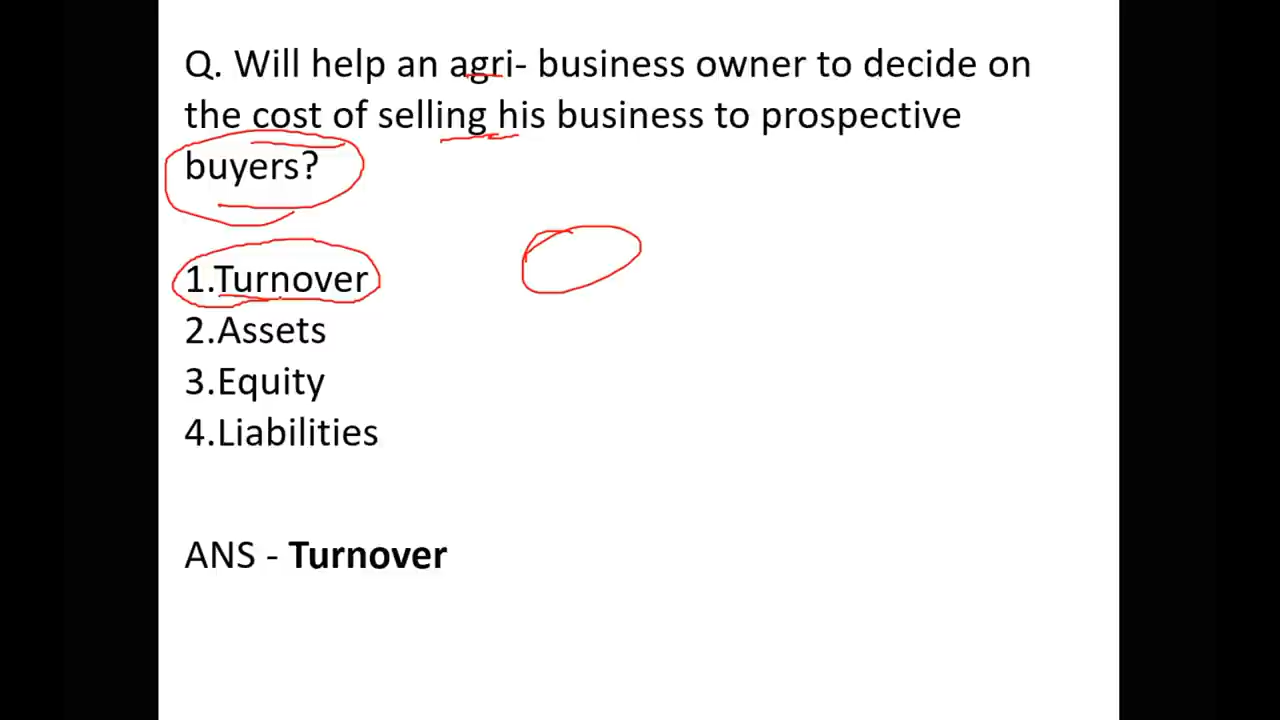 Q. Will help an agri- business owner to decide on
the cost of selling his business to prospective
buyers?
1.Turnover
2.Assets
3.Equity
4.Liabilities
ANS - Turnover